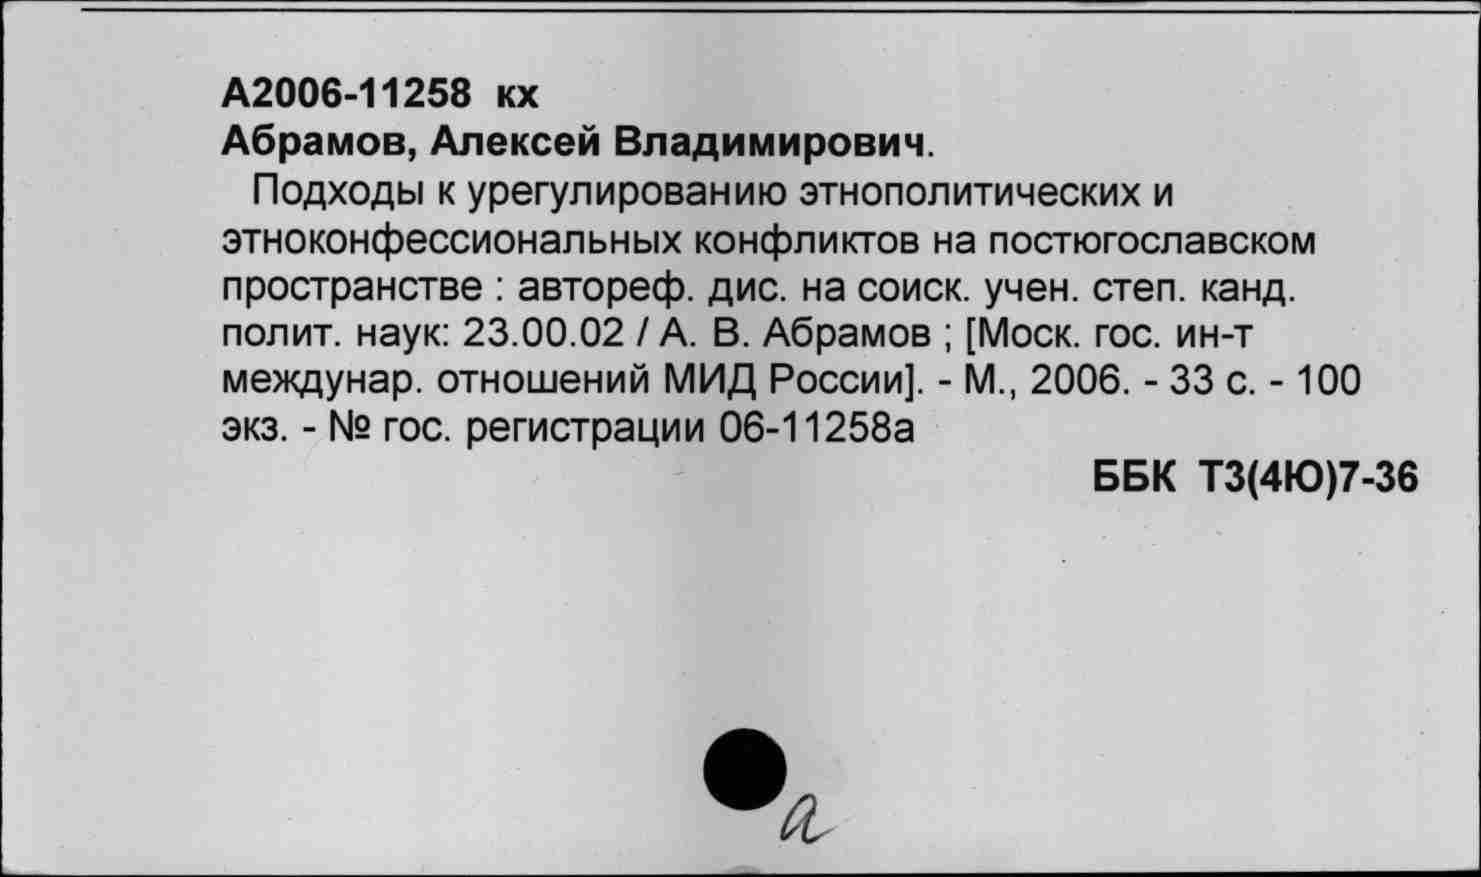 А2006-11258 кх
Абрамов, Алексей Владимирович.
Подходы к урегулированию этнополитических и
этноконфессиональных конфликтов на постюгославском
пространстве : автореф. дис. на соиск. учен. степ. канд.
полит. наук: 23.00.02 / А. В. Абрамов ; [Моск. гос. ин-т
междунар. отношений МИД России]. - М., 2006. - 33 с. - 100
экз. - № гос. регистрации 06-11258а
ББК Т3(4Ю)7-36
а